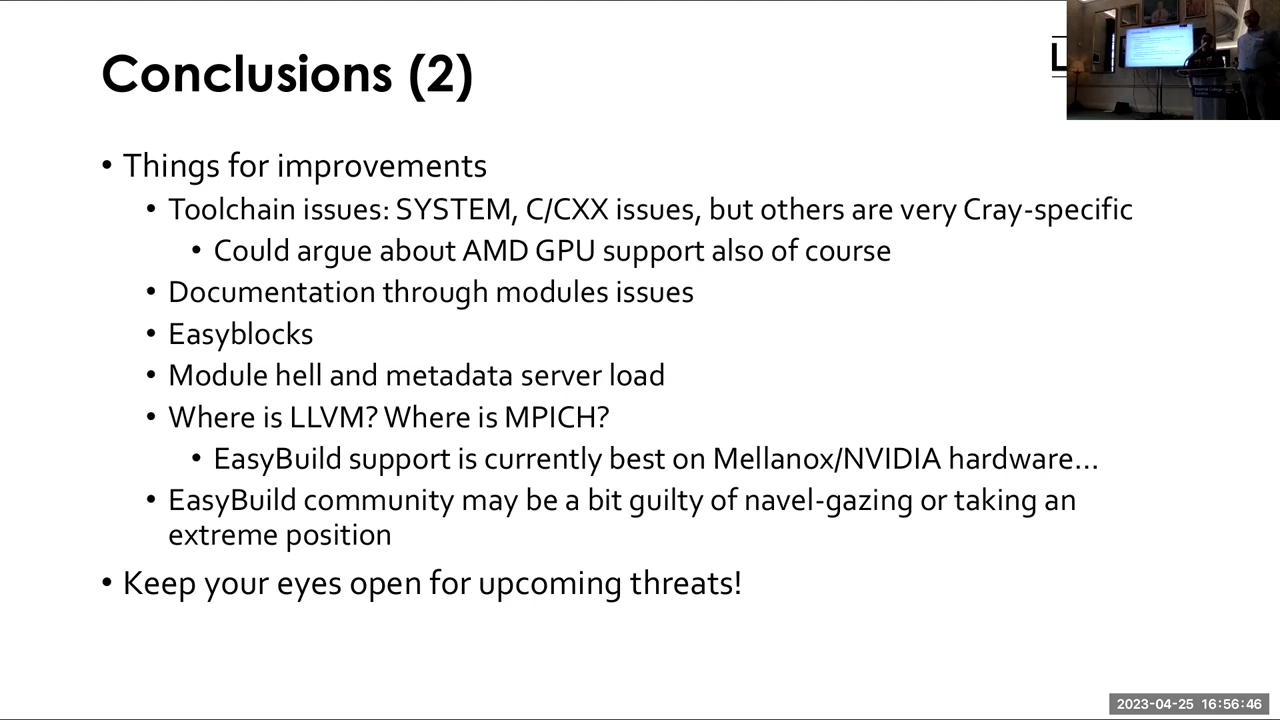 Conclusions (2)
L
• Things for improvements
• Toolchain issues: SYSTEM, C/CXX issues, but others are very Cray-specific
• Could argue about AMD GPU support also of course
• Documentation through modules issues
• Easyblocks
• Module hell and metadata server load
• Where is LLVM? Where is MPICH?
• EasyBuild support is currently best on Mellanox/NVIDIA hardware...
• EasyBuild community may be a bit guilty of navel-gazing or taking an
extreme position
• Keep your eyes open for upcoming threats!
2023-04-25 16:56:46